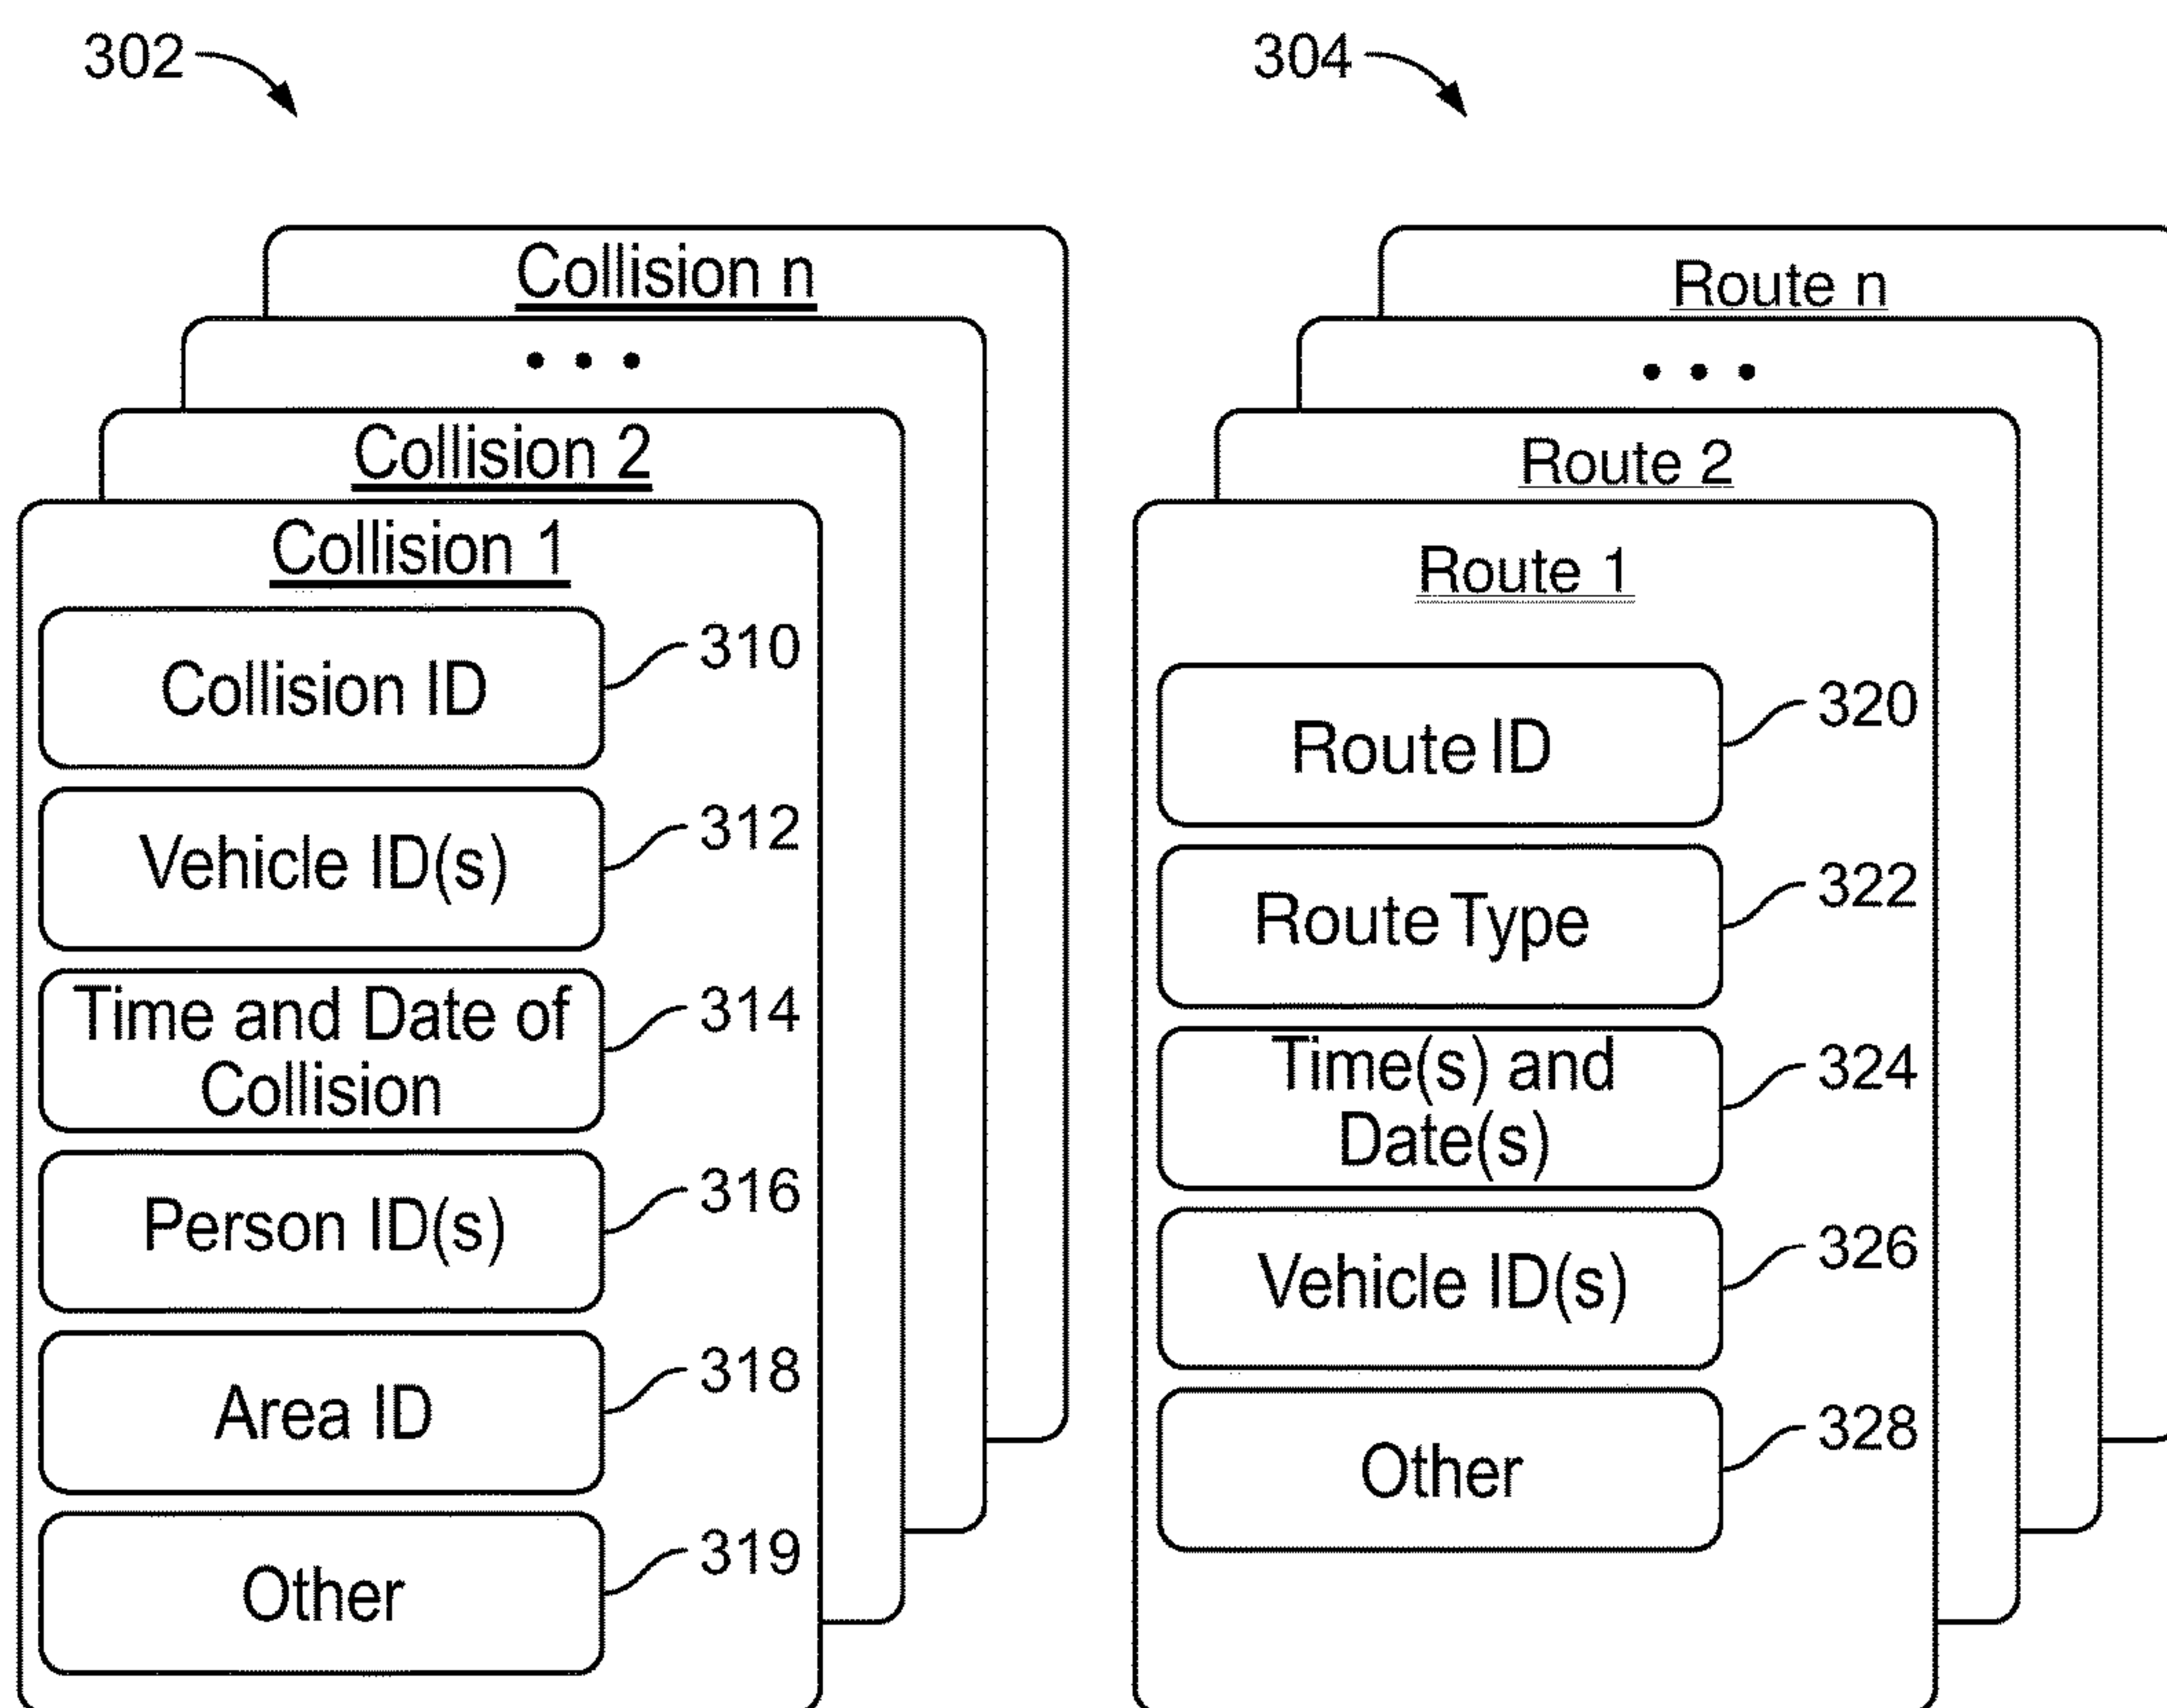 302
Collision n
• • •
Collision 2
Collision 1
Collision ID
310
Vehicle ID(s)
312
Time and Date of
Collision
314
Person ID(s)
316
Area ID
318
Other
319
304
Route n
• • •
Route 2
Route 1
Route ID
320
Route Type
322
Time(s) and
Date(s)
324
Vehicle ID(s)
326
Other
328